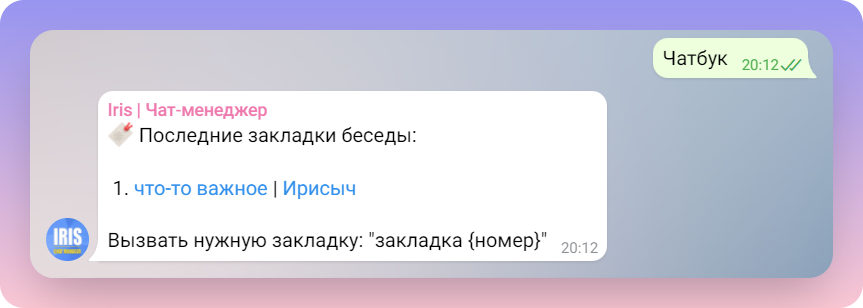 Чатбук 20:12
Iris | Чат-менеджер
Последние закладки беседы:
1. что-то важное | Ирисыч
IRIS
Вызвать нужную закладку: "закладка {номер}" 20:12